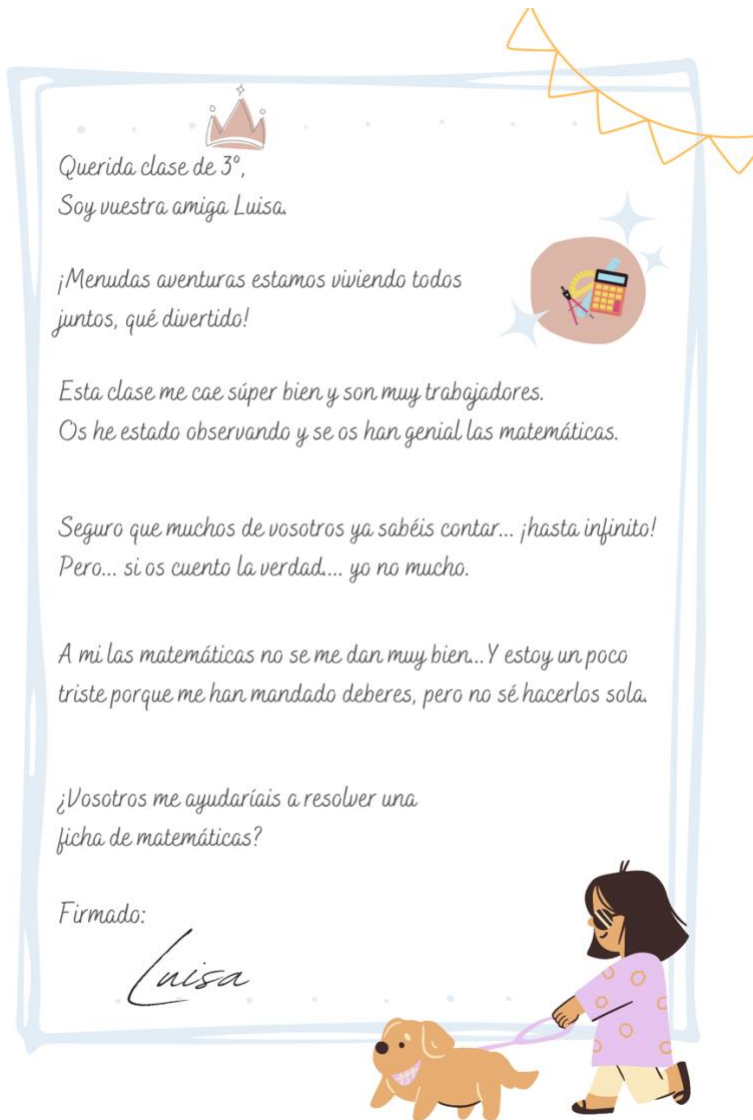 Querida clase de 3º,
Soy vuestra amiga Luisa.
¡Menudas aventuras estamos viviendo todos
juntos, qué divertido!
Esta clase me cae súper bien y son muy trabajadores.
Os he estado observando y se os han genial las matemáticas.
Seguro que muchos de vosotros ya sabéis contar... ¡hasta infinito!
Pero... si os cuento la verdad.... yo no mucho.
A mi las matemáticas no se me dan muy bien...Y estoy un poco
triste porque me han mandado deberes, pero no sé hacerlos sola.
¿Vosotros me ayudaríais a resolver una
ficha de matemáticas?
Firmado:
Luisa